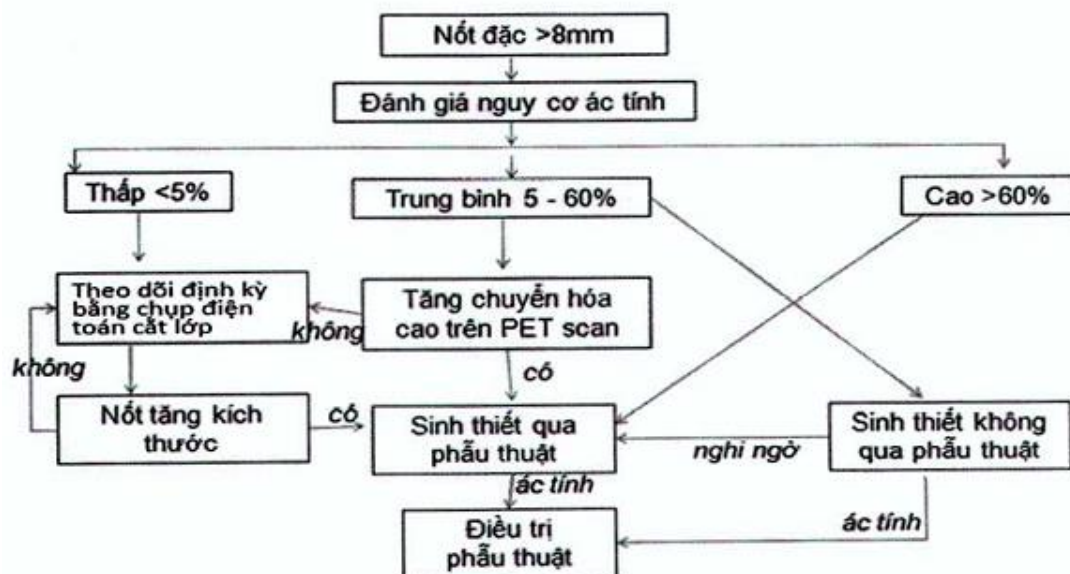 Nốt đặc >8mm
Đánh giá nguy cơ ác tính
Thấp <5%
Trung bình 5 - 60%
Cao >60%
Theo dõi định kỳ
bằng chụp điện
toán cắt lớp
không
Tăng chuyển hóa
cao trên PET scan
không
có
Nốt tăng kích
thước
có
Sinh thiết qua
phẫu thuật
nghi ngờ
Sinh thiết không
qua phẫu thuật
ác tính
Điều trị
phẫu thuật
ác tính